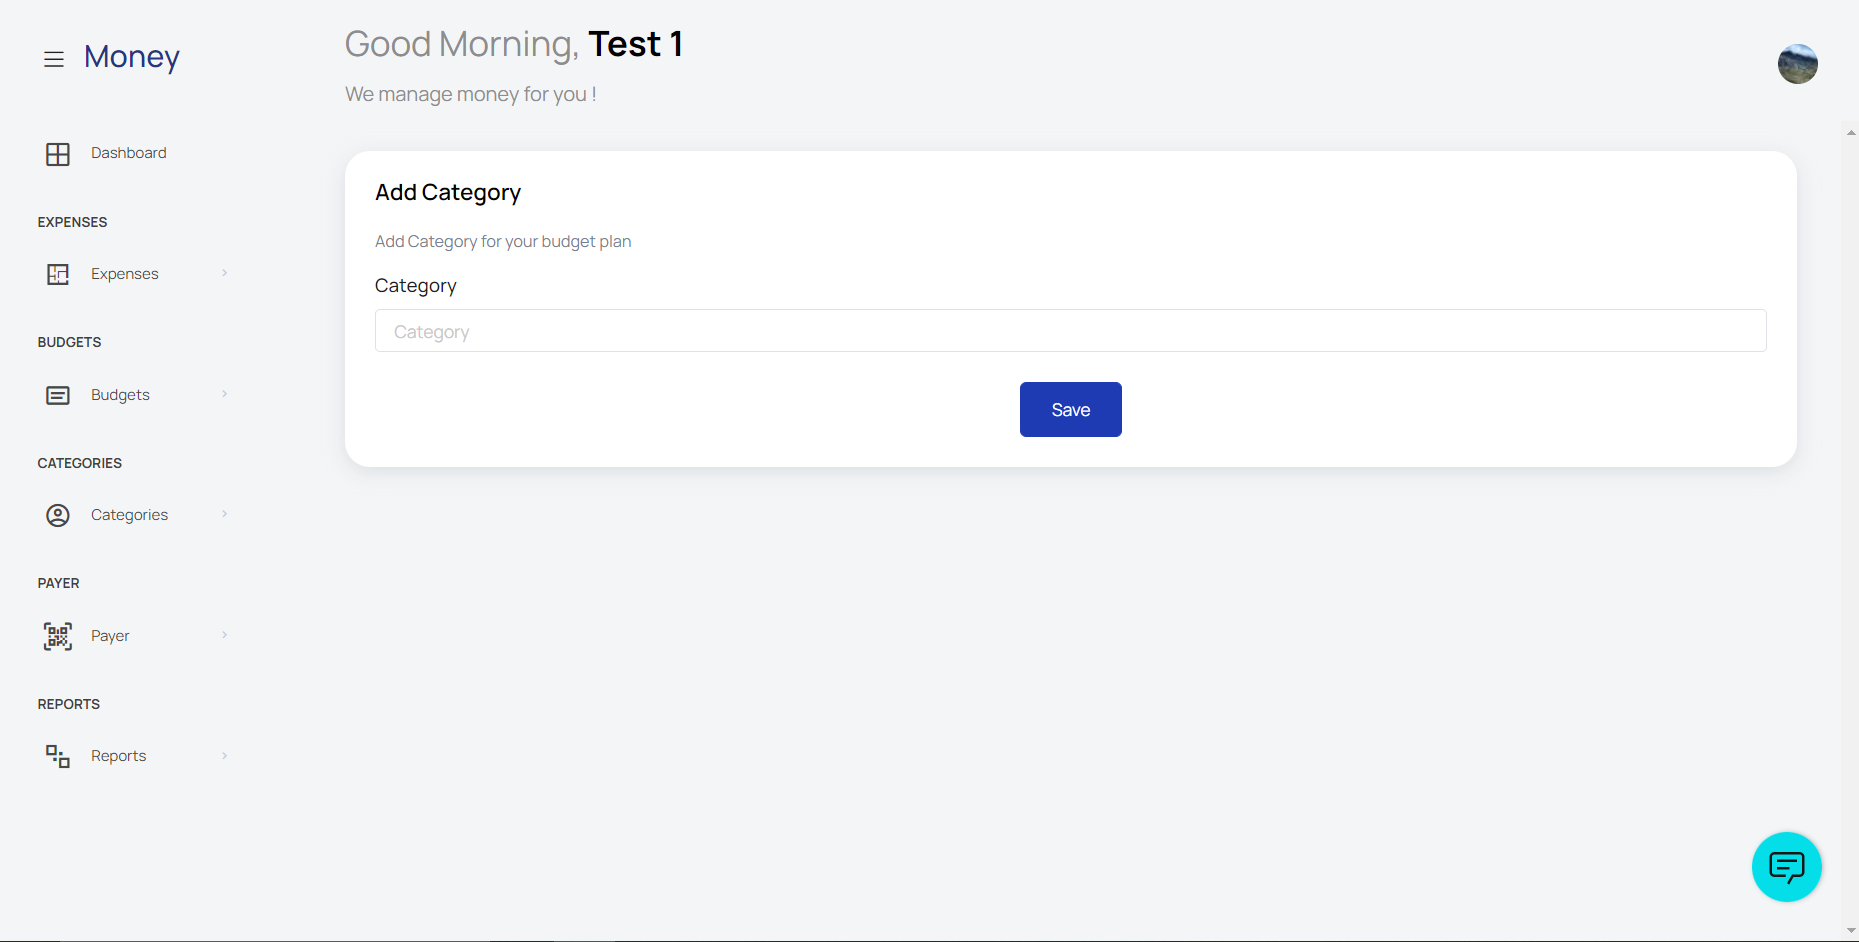 Money
Good Morning, Test 1
We manage money for you !
Dashboard
EXPENSES
Expenses
BUDGETS
Budgets
CATEGORIES
Categories
PAYER
Payer
REPORTS
Reports
Add Category
Add Category for your budget plan
Category
Category
Save